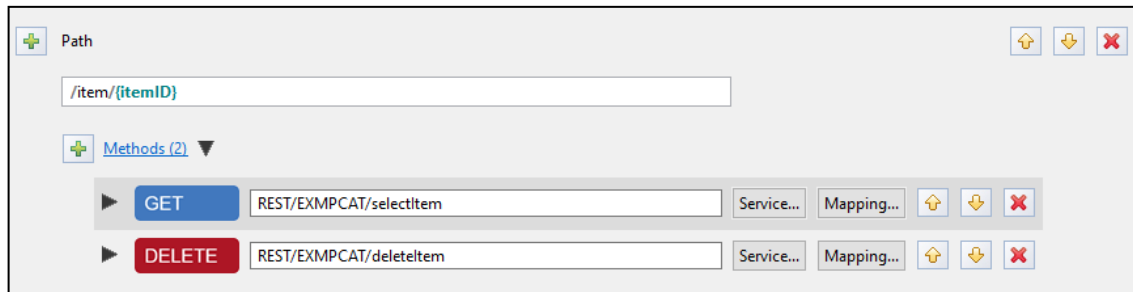 Path
/item/{itemID}
Methods (2)
GET REST/EXMPCAT/selectItem Service... Mapping...
DELETE REST/EXMPCAT/deleteItem Service... Mapping...